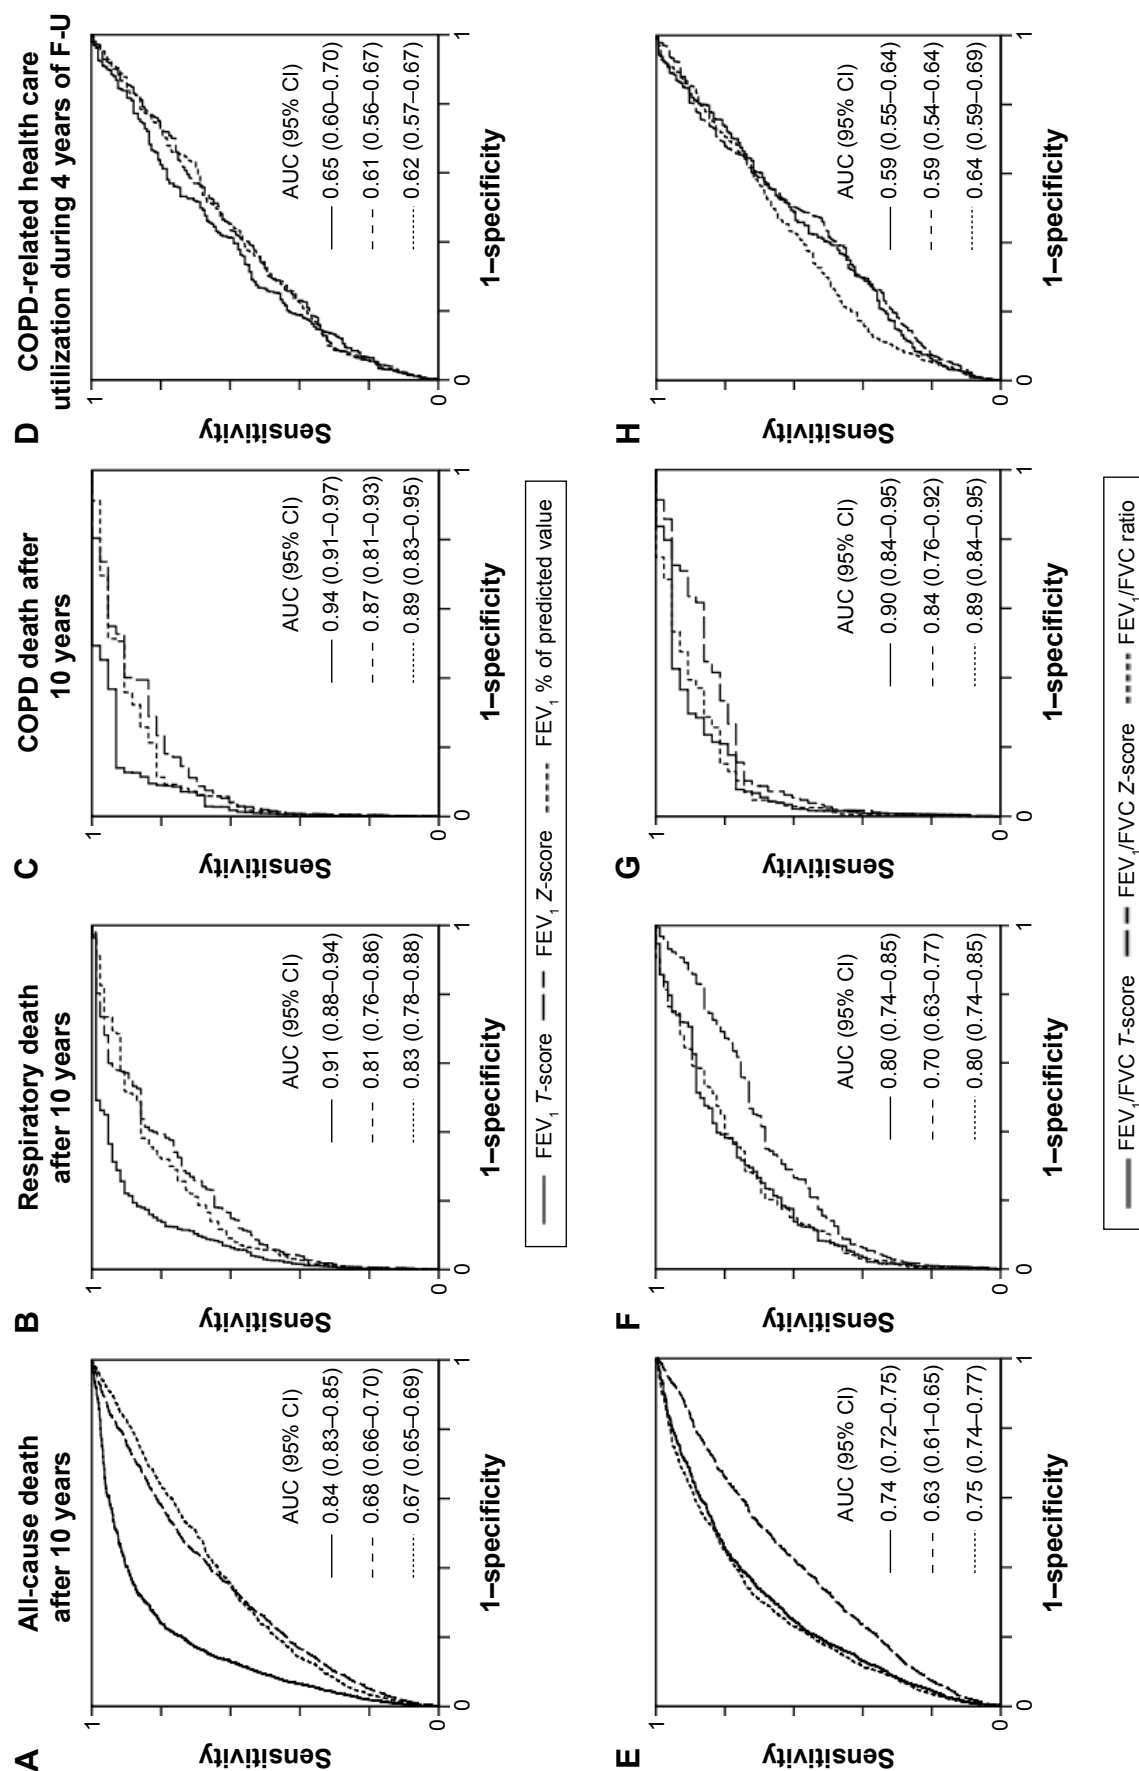 A
All-cause death
after 10 years
Sensitivity
1
0
0
1
1–specificity
AUC (95% CI)
0.84 (0.83–0.85)
0.68 (0.66–0.70)
0.67 (0.65–0.69)
B
Respiratory death
after 10 years
Sensitivity
1
0
0
1
1–specificity
AUC (95% CI)
0.91 (0.88–0.94)
0.81 (0.76–0.86)
0.83 (0.78–0.88)
C
COPD death after
10 years
Sensitivity
1
0
0
1
1–specificity
AUC (95% CI)
0.94 (0.91–0.97)
0.87 (0.81–0.93)
0.89 (0.83–0.95)
D
COPD-related health care
utilization during 4 years of F-U
Sensitivity
1
0
0
1
1–specificity
AUC (95% CI)
0.65 (0.60–0.70)
0.61 (0.56–0.67)
0.62 (0.57–0.67)
FEV₁ T-score FEV₁ Z-score FEV₁ % of predicted value
E
Sensitivity
1
0
0
1
1–specificity
AUC (95% CI)
0.74 (0.72–0.75)
0.63 (0.61–0.65)
0.75 (0.74–0.77)
F
Sensitivity
1
0
0
1
1–specificity
AUC (95% CI)
0.80 (0.74–0.85)
0.70 (0.63–0.77)
0.80 (0.74–0.85)
G
Sensitivity
1
0
0
1
1–specificity
AUC (95% CI)
0.90 (0.84–0.95)
0.84 (0.76–0.92)
0.89 (0.84–0.95)
H
Sensitivity
1
0
0
1
1–specificity
AUC (95% CI)
0.59 (0.55–0.64)
0.59 (0.54–0.64)
0.64 (0.59–0.69)
FEV₁/FVC T-score FEV₁/FVC Z-score FEV₁/FVC ratio